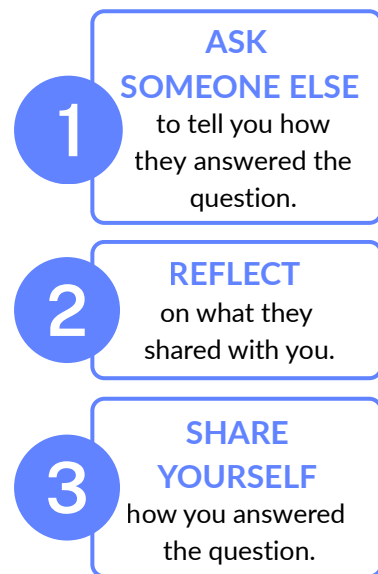 1
ASK
SOMEONE ELSE
to tell you how
they answered the
question.
2
REFLECT
on what they
shared with you.
3
SHARE
YOURSELF
how you answered
the question.